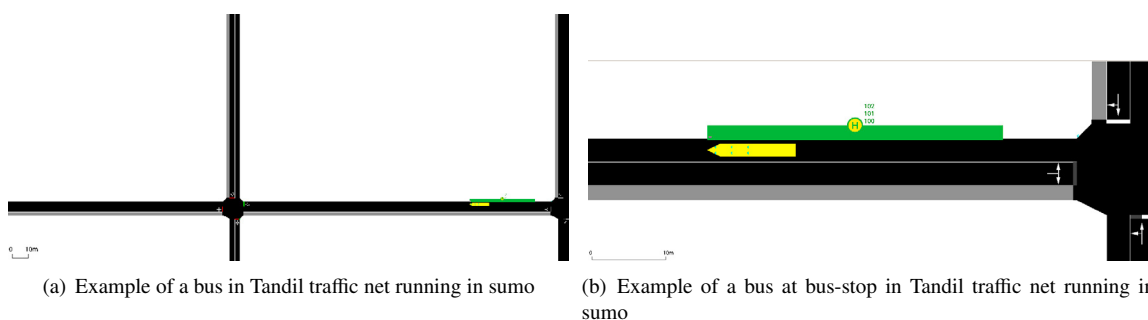 102
101
100
H
0 10m
0 10m
(a) Example of a bus in Tandil traffic net running in sumo
(b) Example of a bus at bus-stop in Tandil traffic net running in
sumo